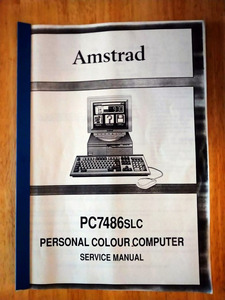 Amstrad
PC7486SLC
PERSONAL COLOUR COMPUTER
SERVICE MANUAL